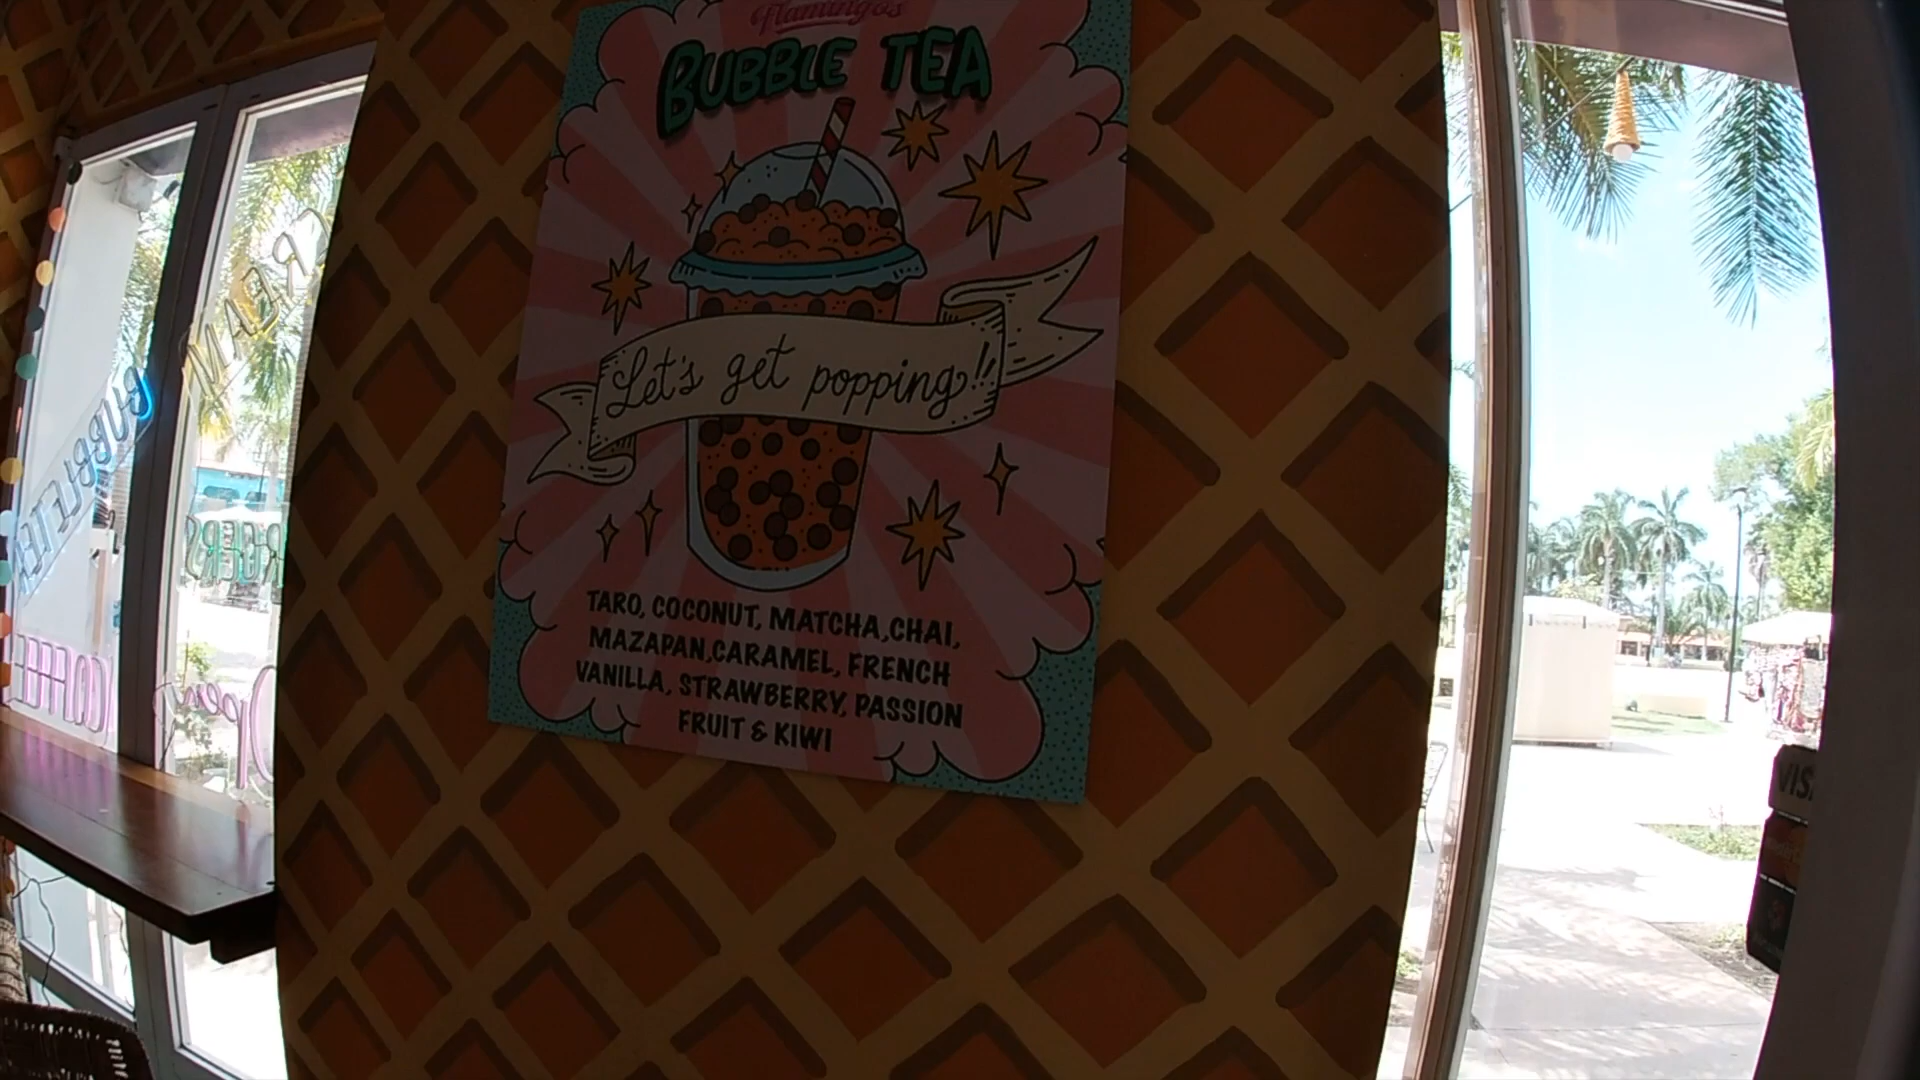 Flamingos
BUBBLE TEA
Let's get popping!!
TARO, COCONUT, MATCHA,CHAI,
MAZAPAN,CARAMEL, FRENCH
VANILLA, STRAWBERRY, PASSION
FRUIT & KIWI
CREAM
BUBBLE TEA
COFFEE
Open
VISA